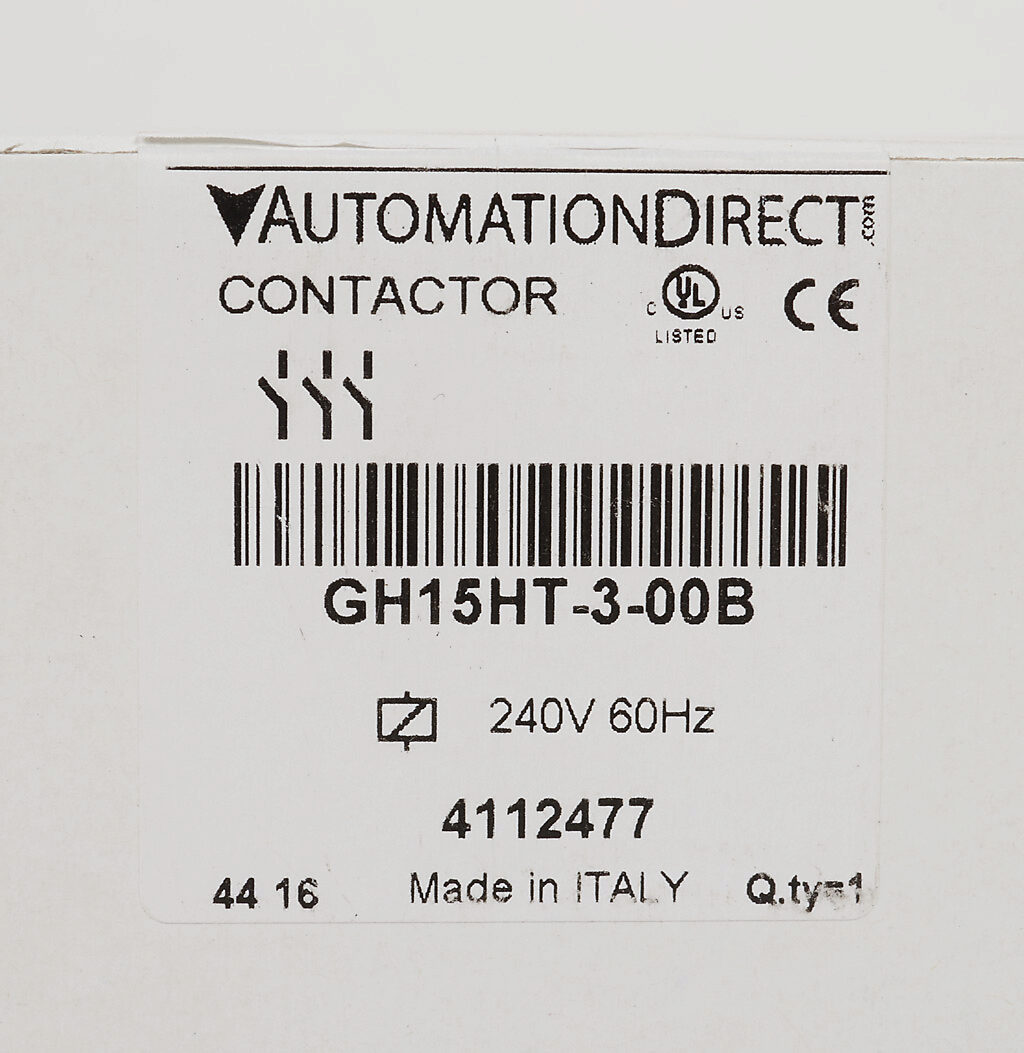 AUTOMATIONDIRECT.com
CONTACTOR
C UL US
LISTED
CE
GH15HT-3-00B
240V 60Hz
4112477
44 16 Made in ITALY Q.ty=1